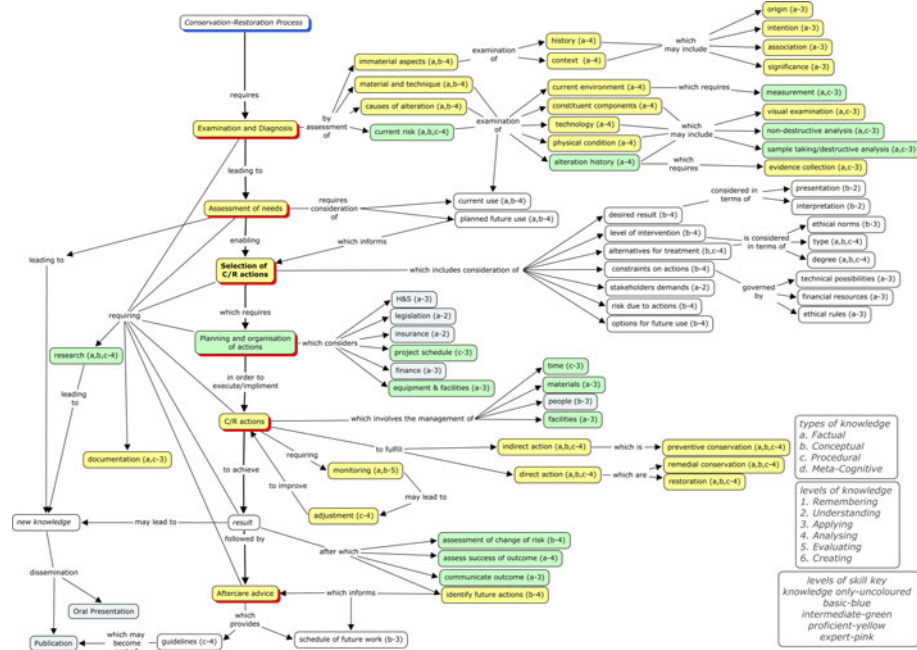 Conservation-Restoration Process
requires
Examination and Diagnosis
by
assessment
of
immaterial aspects (a,b-4)
material and technique (a,b-4)
causes of alteration (a,b-4)
current risk (a,b,c-4)
examination
of
history (a-4)
context (a-4)
which
may include
origin (a-3)
intention (a-3)
association (a-3)
significance (a-3)
examination
of
current environment (a-4)
constituent components (a-4)
technology (a-4)
physical condition (a-4)
alteration history (a-4)
which requires
measurement (a,c-3)
which
may include
visual examination (a,c-3)
non-destructive analysis (a,c-3)
sample taking/destructive analysis (a,c-3)
which
requires
evidence collection (a,c-3)
leading to
Assessment of needs
requires
consideration
of
current use (a,b-4)
planned future use (a,b-4)
which informs
enabling
leading to
Selection of
C/R actions
which includes consideration of
desired result (b-4)
level of intervention (b-4)
alternatives for treatment (b,c-4)
constraints on actions (b-4)
stakeholders demands (a-2)
risk due to actions (b-4)
options for future use (b-4)
considered in
terms of
presentation (b-2)
interpretation (b-2)
is considered
in terms of
ethical norms (b-3)
type (a,b,c-4)
degree (a,b,c-4)
governed
by
technical possibilities (a-3)
financial resources (a-3)
ethical rules (a-3)
which requires
requiring
research (a,b,c-4)
leading
to
documentation (a,c-3)
Planning and organisation
of actions
which considers
H&S (a-3)
legislation (a-2)
insurance (a-2)
project schedule (c-3)
finance (a-3)
equipment & facilities (a-3)
in order to
execute/impliment
C/R actions
which involves the management of
time (c-3)
materials (a-3)
people (b-3)
facilities (a-3)
to fulfill
indirect action (a,b,c-4)
which is
preventive conservation (a,b,c-4)
direct action (a,b,c-4)
which are
remedial conservation (a,b,c-4)
restoration (a,b,c-4)
requiring
monitoring (a,b-5)
may lead
to
adjustment (c-4)
to improve
to achieve
result
may lead to
new knowledge
dissemination
Oral Presentation
Publication
followed by
after which
assessment of change of risk (b-4)
assess success of outcome (a-4)
communicate outcome (a-3)
identify future actions (b-4)
which informs
Aftercare advice
which
provides
guidelines (c-4)
which may
become
schedule of future work (b-3)
types of knowledge
a. Factual
b. Conceptual
c. Procedural
d. Meta-Cognitive
levels of knowledge
1. Remembering
2. Understanding
3. Applying
4. Analysing
5. Evaluating
6. Creating
levels of skill key
knowledge only-uncoloured
basic-blue
intermediate-green
proficient-yellow
expert-pink